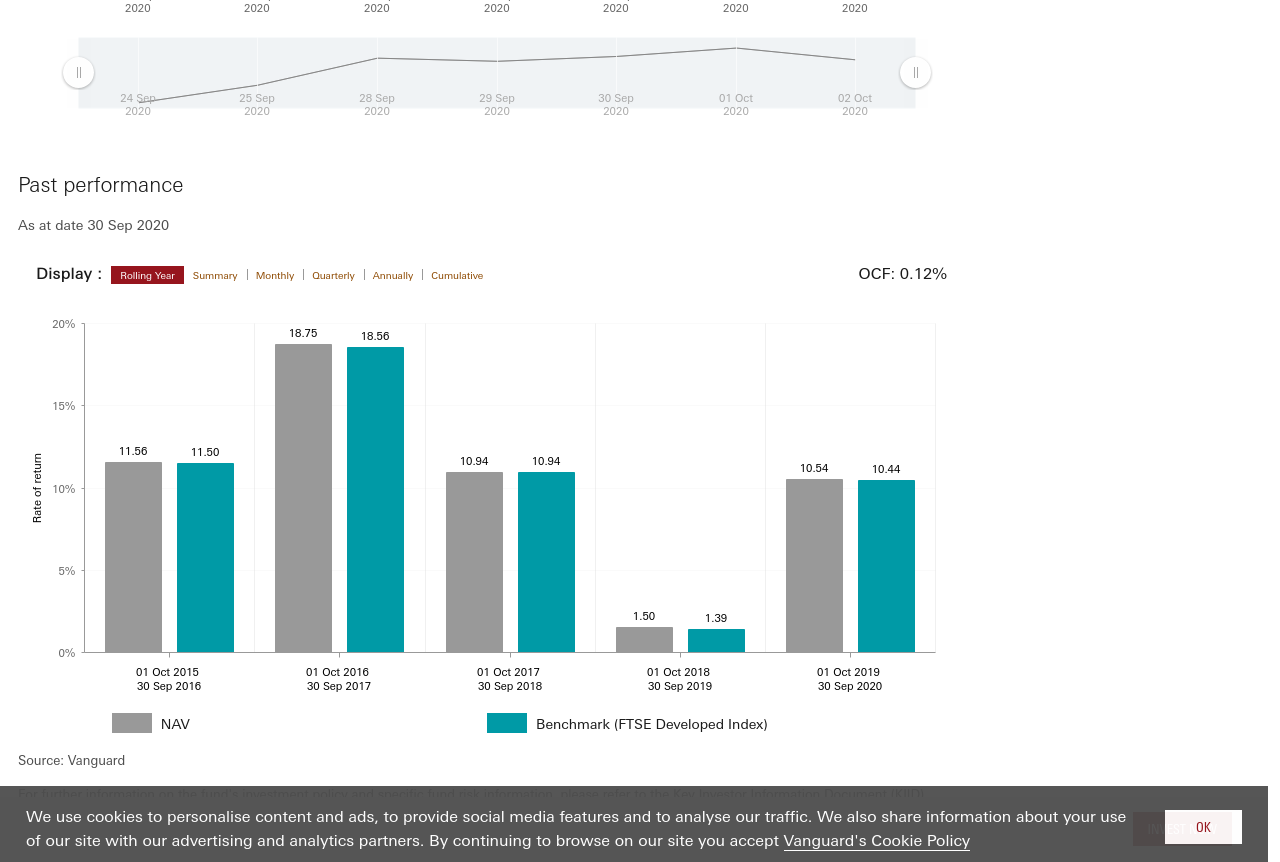 2020 2020 2020 2020 2020 2020 2020
24 Sep 25 Sep 28 Sep 29 Sep 30 Sep 01 Oct 02 Oct
2020 2020 2020 2020 2020 2020 2020
Past performance
As at date 30 Sep 2020
Display : Rolling Year Summary Monthly Quarterly Annually Cumulative OCF: 0.12%
20%
15%
10%
5%
0%
Rate of return
11.56 11.50
18.75 18.56
10.94 10.94
1.50 1.39
10.54 10.44
01 Oct 2015 01 Oct 2016 01 Oct 2017 01 Oct 2018 01 Oct 2019
30 Sep 2016 30 Sep 2017 30 Sep 2018 30 Sep 2019 30 Sep 2020
NAV Benchmark (FTSE Developed Index)
Source: Vanguard
For further information on the fund's investment policy and specific fund risk information, please refer to the Key Investor Information Document (KIID)
We use cookies to personalise content and ads, to provide social media features and to analyse our traffic. We also share information about your use
of our site with our advertising and analytics partners. By continuing to browse on our site you accept Vanguard's Cookie Policy
OK